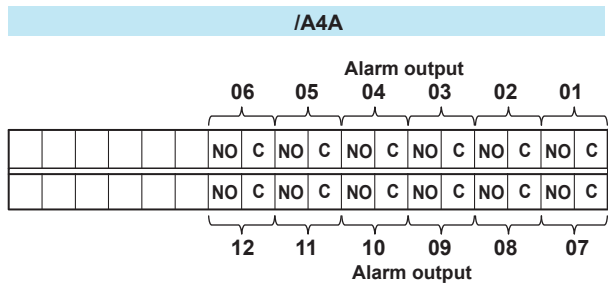 /A4A
Alarm output
06 05 04 03 02 01
NO C NO C NO C NO C NO C NO C
NO C NO C NO C NO C NO C NO C
12 11 10 09 08 07
Alarm output